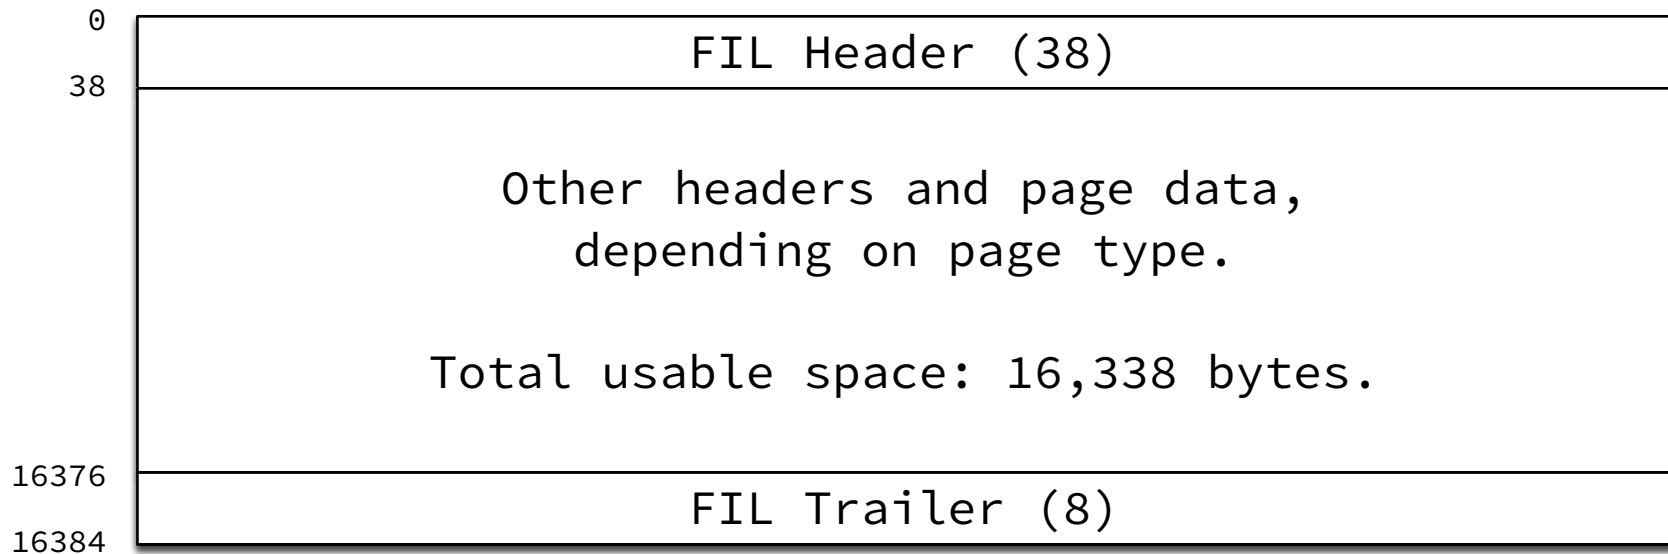 0
FIL Header (38)
38
Other headers and page data,
depending on page type.
Total usable space: 16,338 bytes.
16376
FIL Trailer (8)
16384